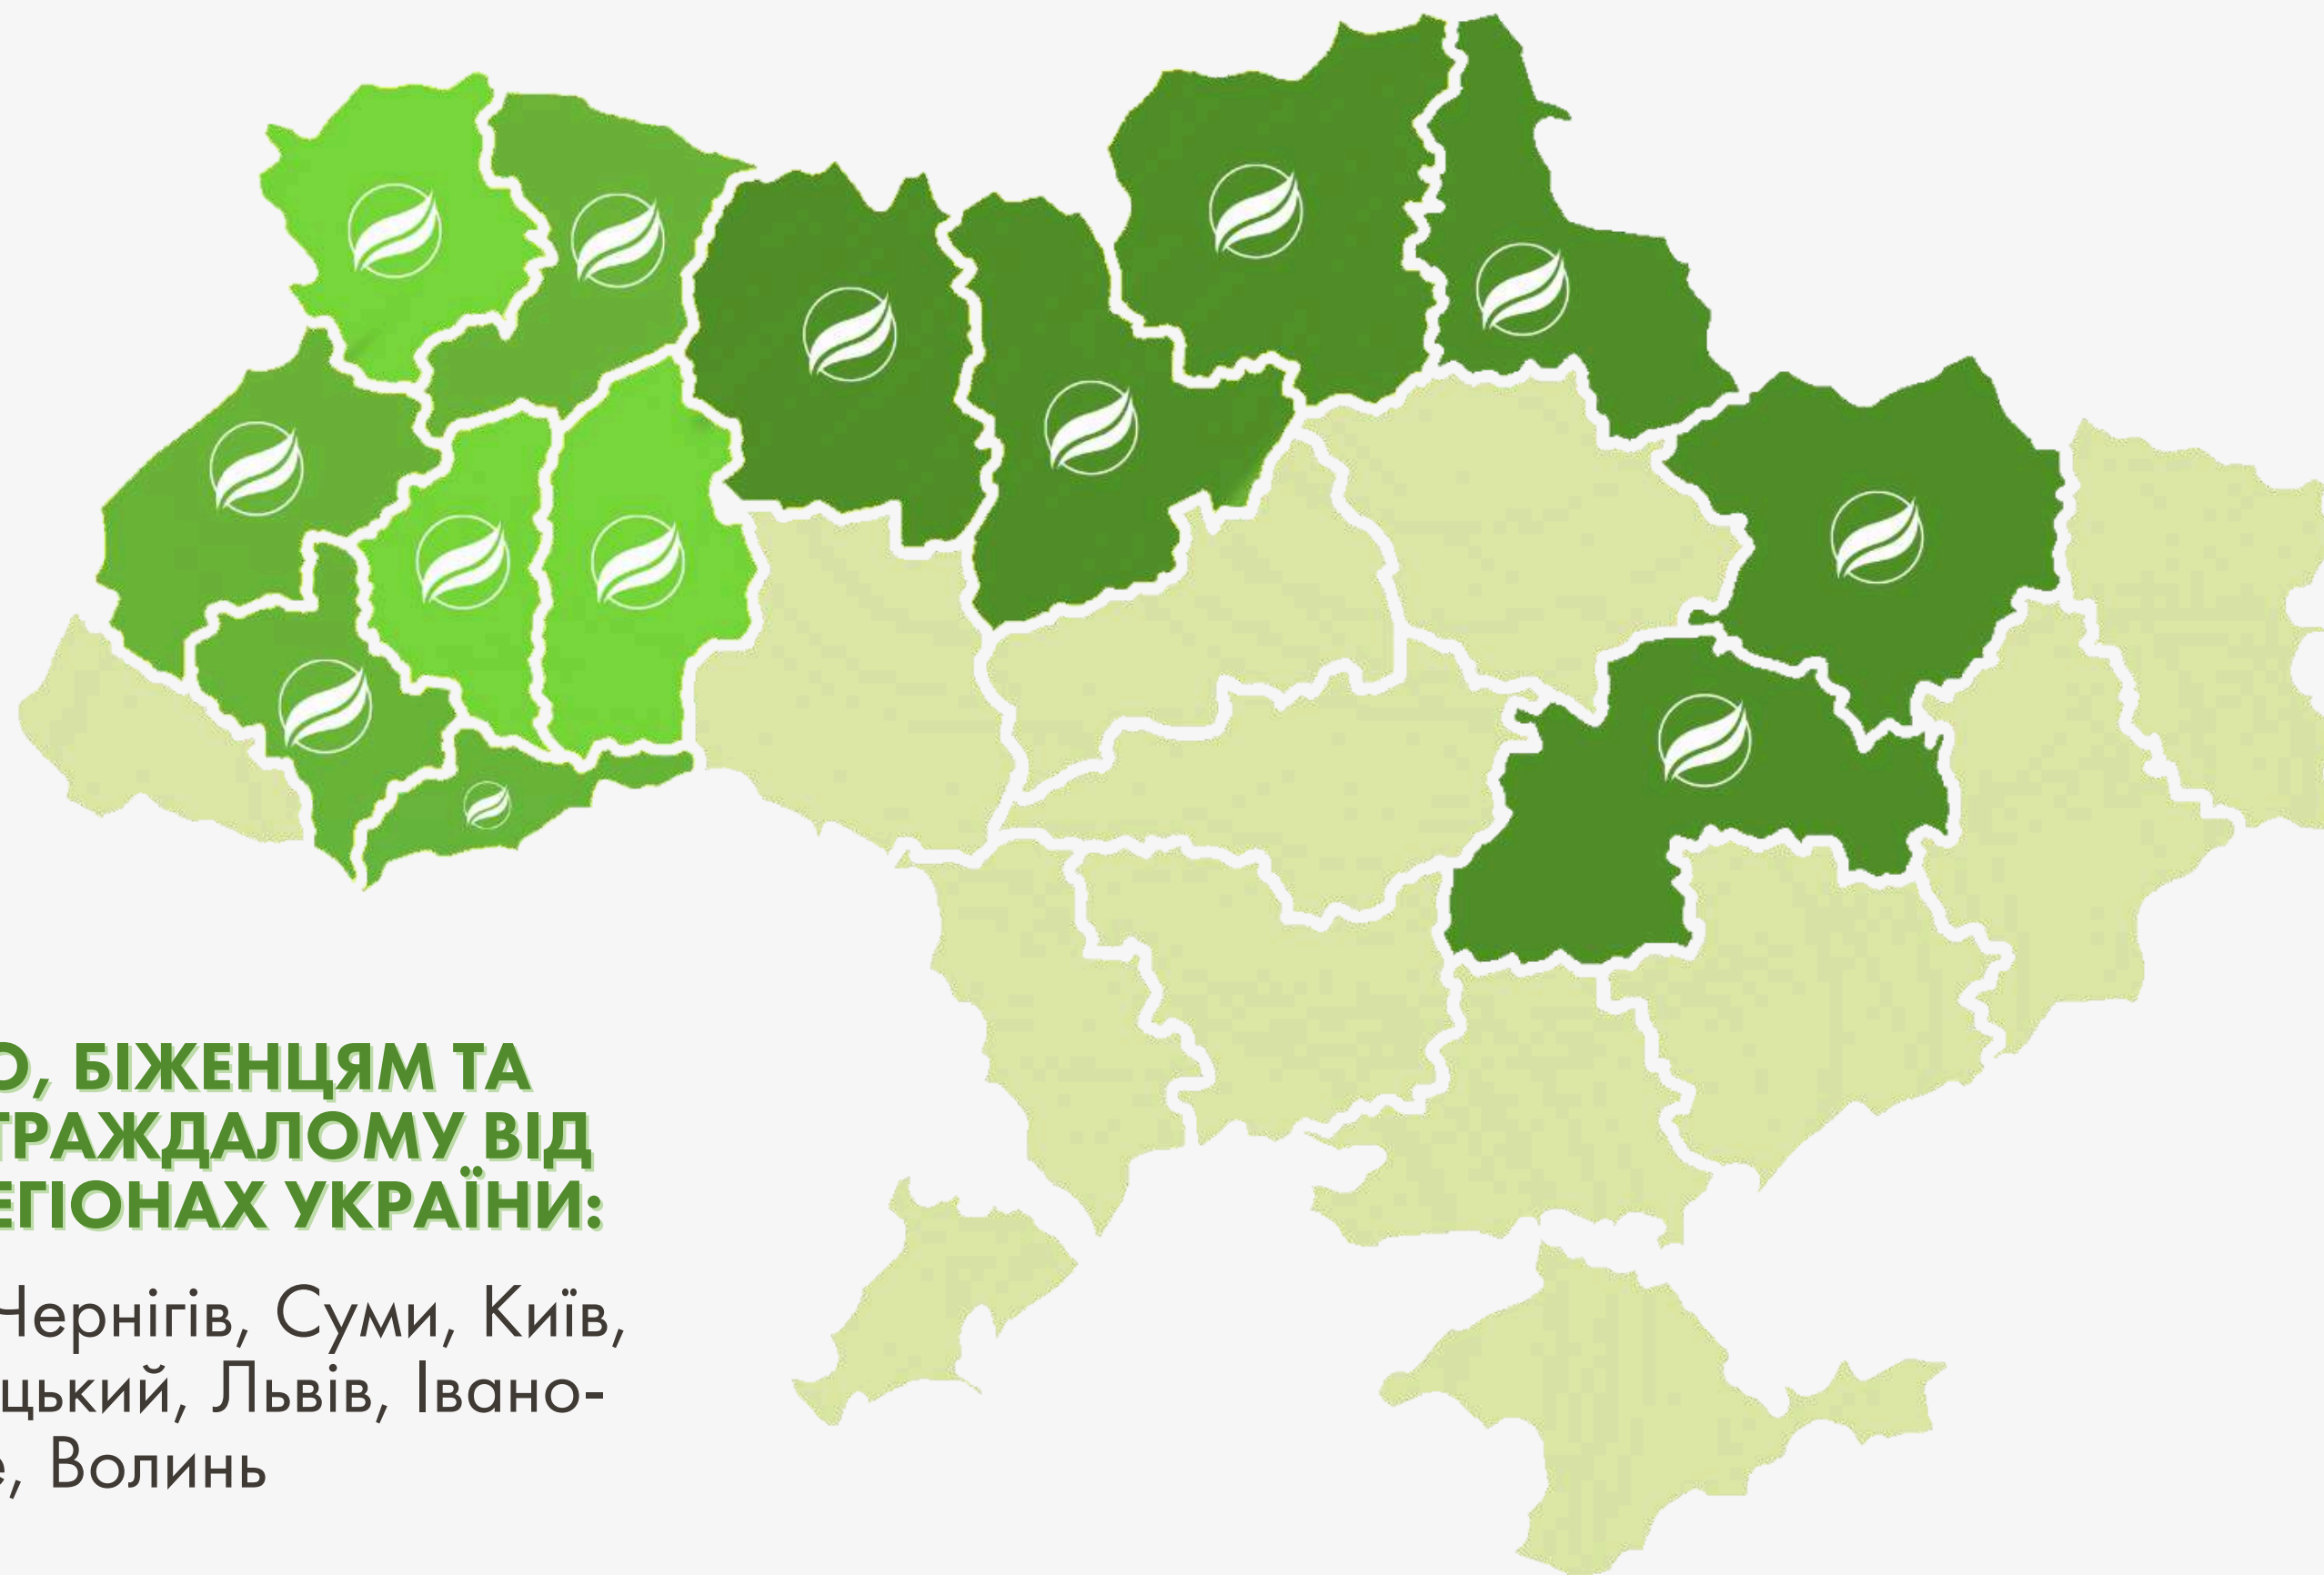 БІЖЕНЦЯМ ТА
ТРАЖДАЛОМУ ВІД
ЕГІОНАХ УКРАЇНИ:
Чернігів, Суми, Київ,
цький, Львів, Івано-
Волинь